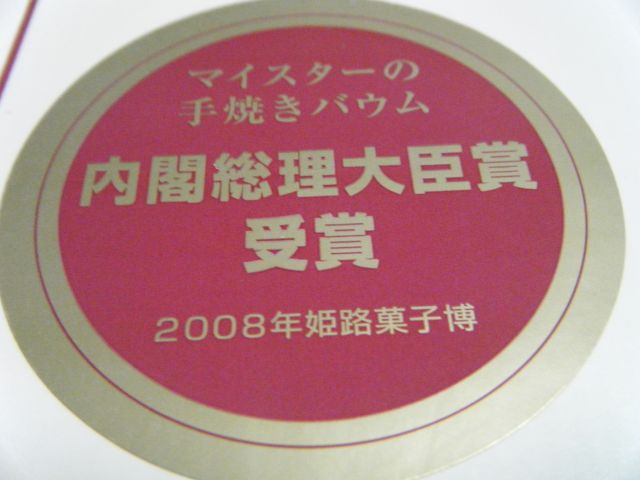 マイスターの
手焼きバウム
内閣総理大臣賞
受賞
2008年姫路菓子博